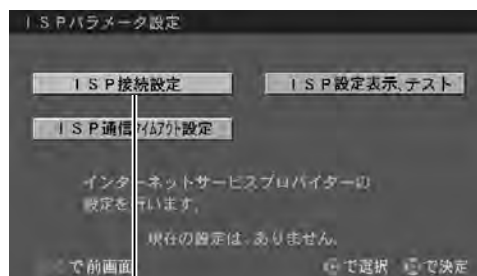 ISPパラメータ設定
ISP接続設定 ISP設定表示、テスト
ISP通信タイムアウト設定
インターネットサービスプロバイダーの
設定を行います。
現在の設定は、ありません。
で前画面 で選択 で決定